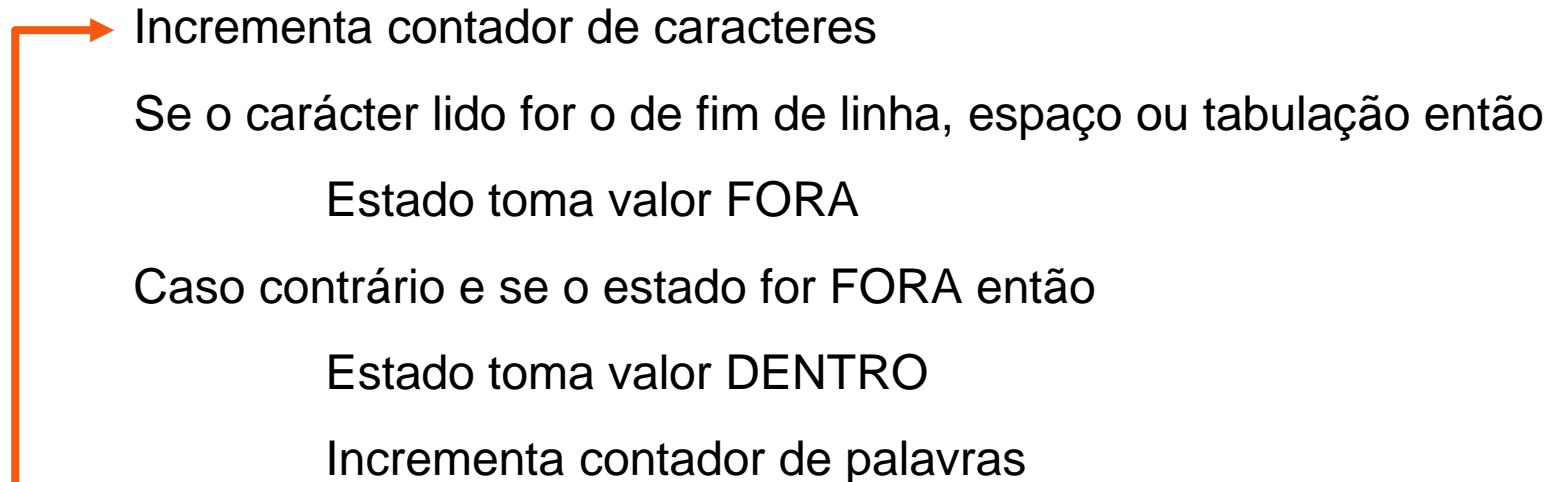 Incrementa contador de caracteres
Se o carácter lido for o de fim de linha, espaço ou tabulação então
Estado toma valor FORA
Caso contrário e se o estado for FORA então
Estado toma valor DENTRO
Incrementa contador de palavras